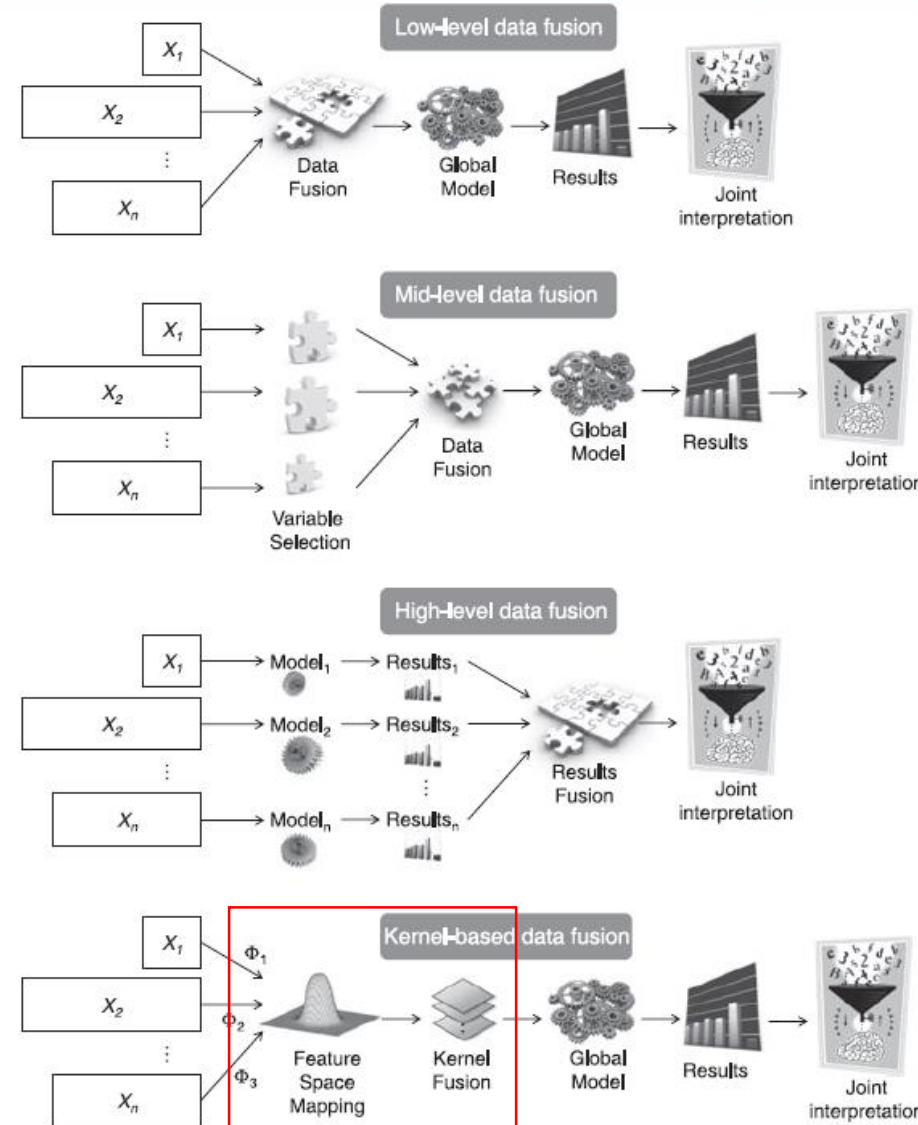 Low-level data fusion
X1
X2
⋮
Xn
Data
Fusion
Global
Model
Results
Joint
interpretation
Mid-level data fusion
X1
X2
⋮
Xn
Variable
Selection
Data
Fusion
Global
Model
Results
Joint
interpretation
High-level data fusion
X1
X2
⋮
Xn
Model1
Model2
Modeln
Results1
Results2
⋮
Resultsn
Results
Fusion
Joint
interpretation
Kernel-based data fusion
X1
X2
⋮
Xn
Φ1
Φ2
Φ3
Feature
Space
Mapping
Kernel
Fusion
Global
Model
Results
Joint
interpretation